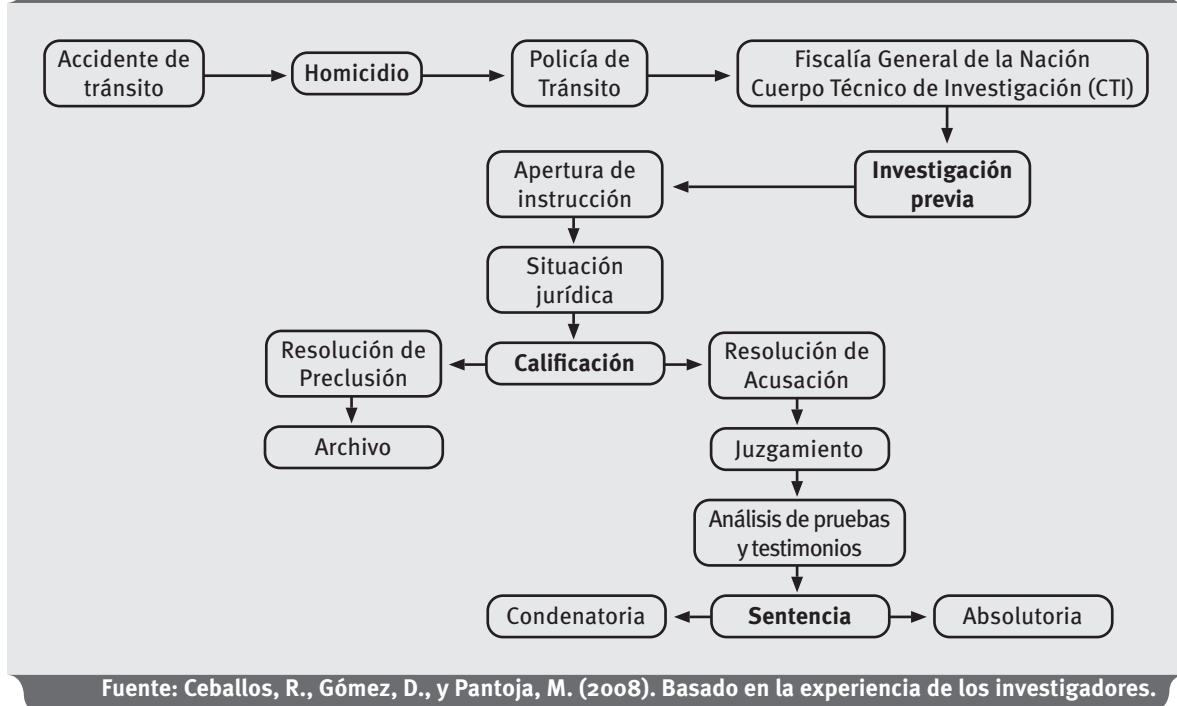 Accidente de
tránsito
Homicidio
Policía de
Tránsito
Fiscalía General de la Nación
Cuerpo Técnico de Investigación (CTI)
Investigación
previa
Apertura de
instrucción
Situación
jurídica
Calificación
Resolución de
Preclusión
Archivo
Resolución de
Acusación
Juzgamiento
Análisis de pruebas
y testimonios
Sentencia
Condenatoria
Absolutoria
Fuente: Ceballos, R., Gómez, D., y Pantoja, M. (2008). Basado en la experiencia de los investigadores.